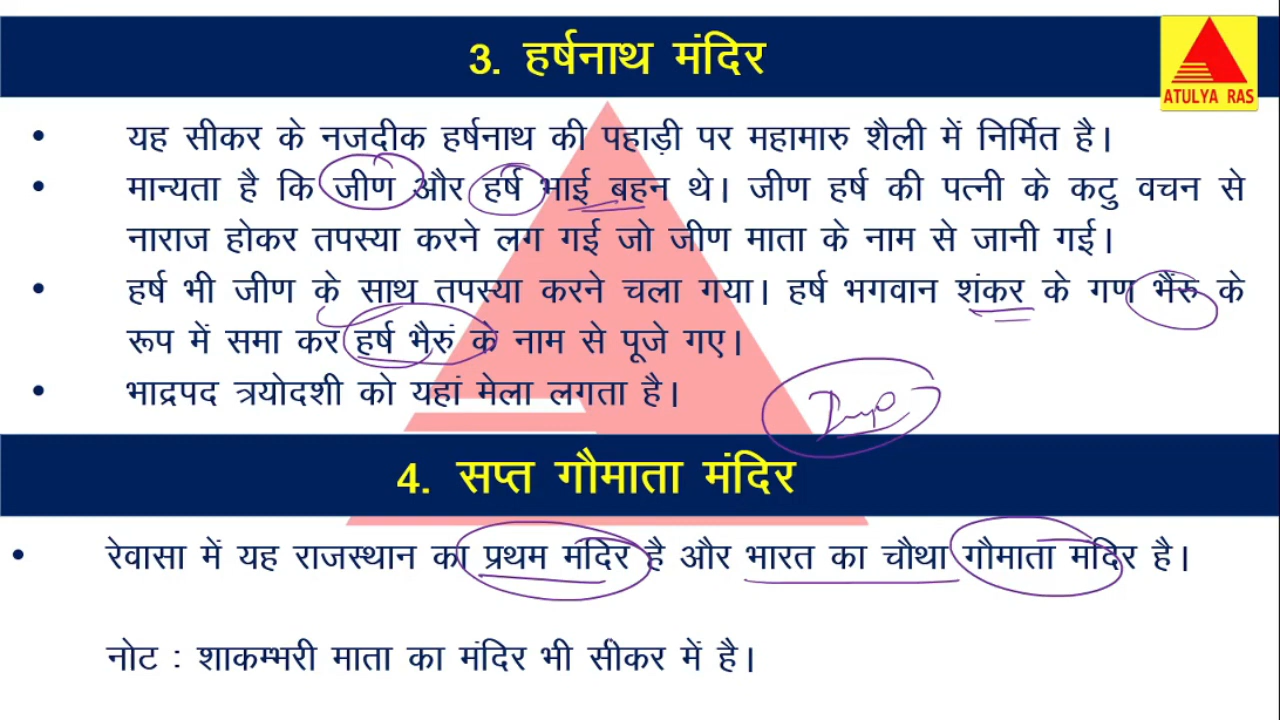 3. हर्षनाथ मंदिर
ATULYA RAS
• यह सीकर के नजदीक हर्षनाथ की पहाड़ी पर महामारु शैली में निर्मित है।
• मान्यता है कि जीण और हर्ष भाई बहन थे। जीण हर्ष की पत्नी के कटु वचन से
नाराज होकर तपस्या करने लग गई जो जीण माता के नाम से जानी गई।
• हर्ष भी जीण के साथ तपस्या करने चला गया। हर्ष भगवान शंकर के गण भैंरु के
रूप में समा कर हर्ष भैरुं के नाम से पूजे गए।
• भाद्रपद त्रयोदशी को यहां मेला लगता है।
4. सप्त गौमाता मंदिर
• रेवासा में यह राजस्थान का प्रथम मंदिर है और भारत का चौथा गौमाता मंदिर है।
नोट : शाकम्भरी माता का मंदिर भी सीकर में है।